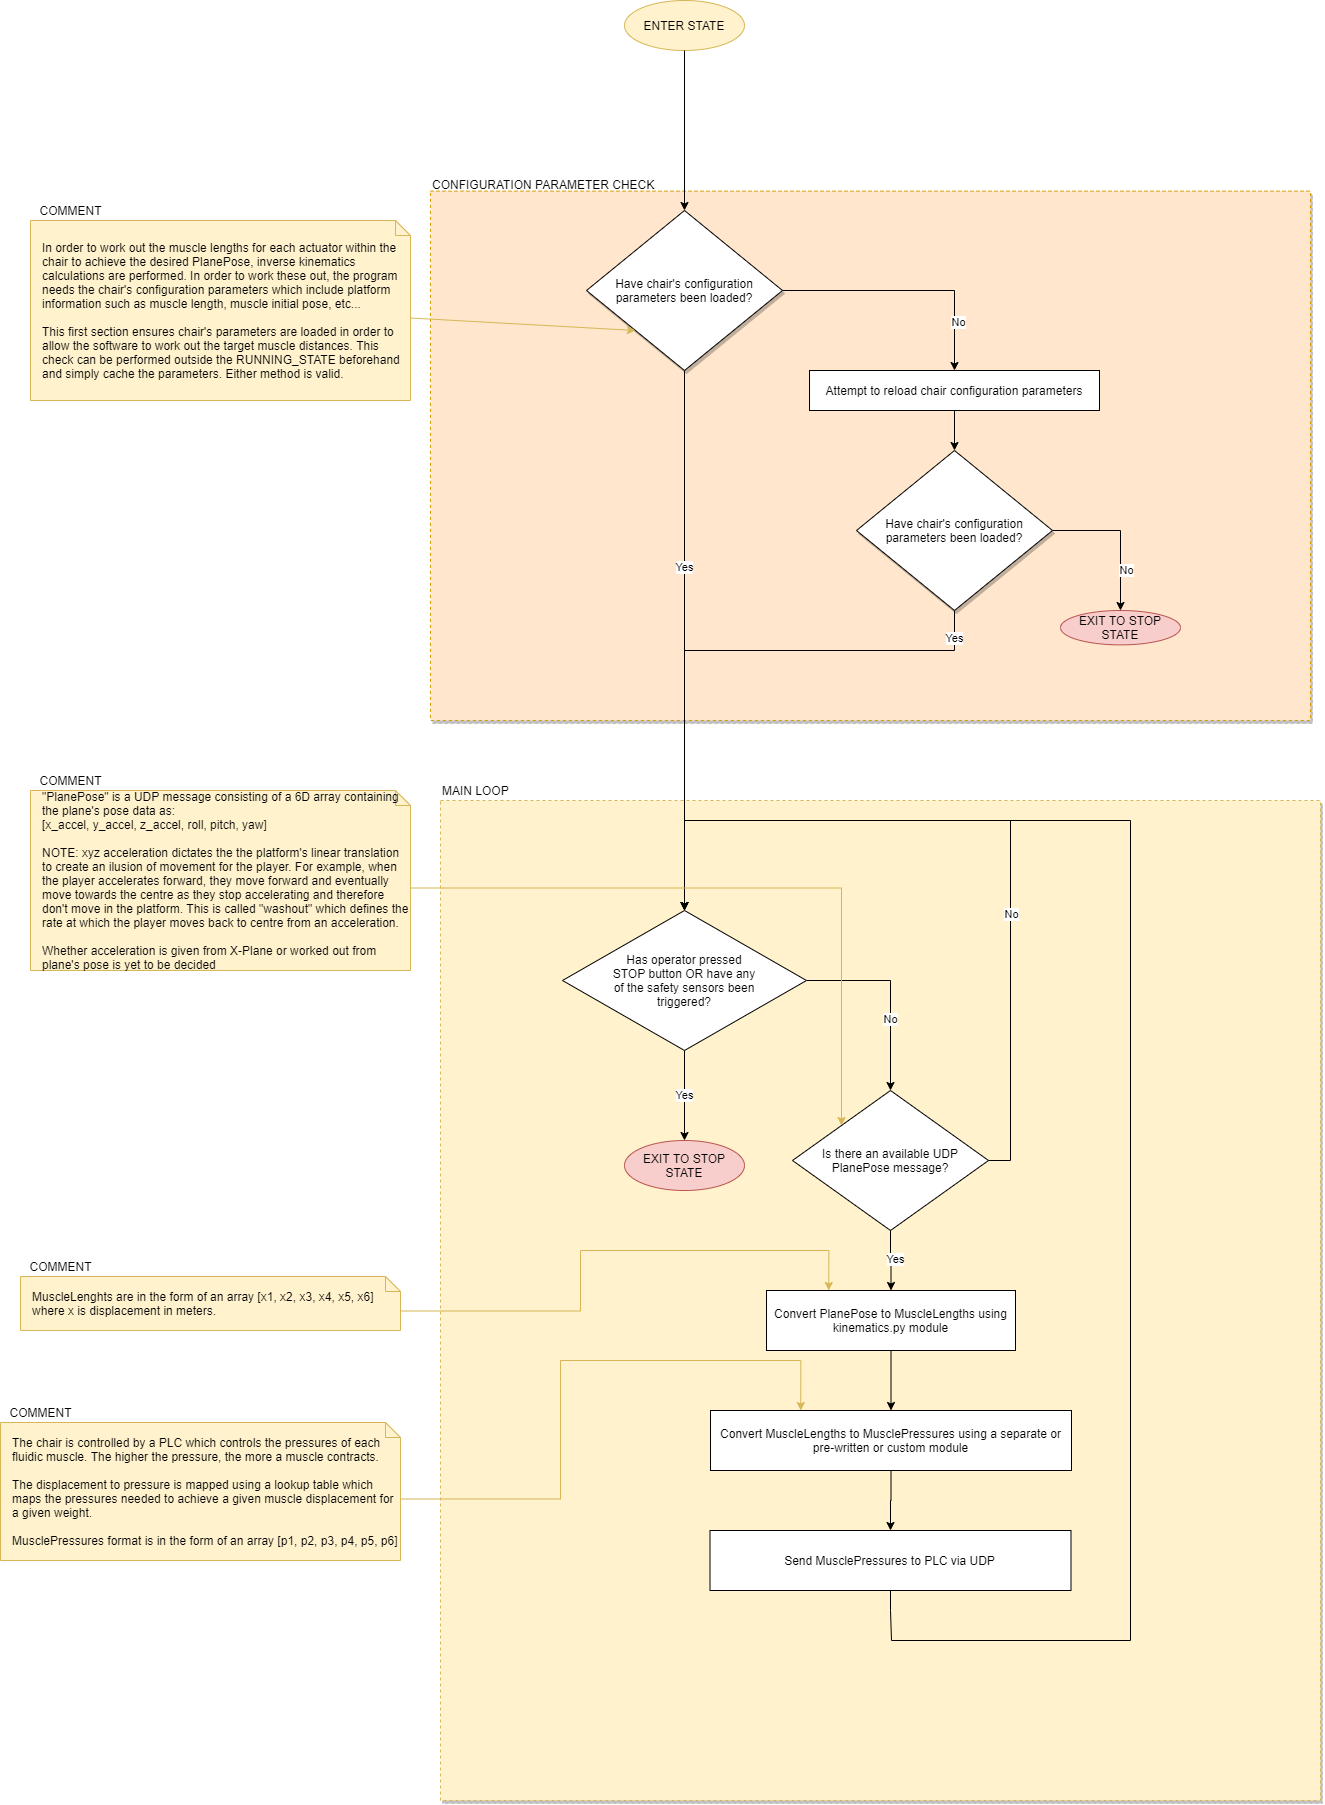 ENTER STATE
CONFIGURATION PARAMETER CHECK
COMMENT
In order to work out the muscle lengths for each actuator within the
chair to achieve the desired PlanePose, inverse kinematics
calculations are performed. In order to work these out, the program
needs the chair's configuration parameters which include platform
information such as muscle length, muscle initial pose, etc...
This first section ensures chair's parameters are loaded in order to
allow the software to work out the target muscle distances. This
check can be performed outside the RUNNING_STATE beforehand
and simply cache the parameters. Either method is valid.
Have chair's configuration
parameters been loaded?
No
Attempt to reload chair configuration parameters
Have chair's configuration
parameters been loaded?
Yes
No
EXIT TO STOP
STATE
Yes
COMMENT
"PlanePose" is a UDP message consisting of a 6D array containing
the plane's pose data as:
[x_accel, y_accel, z_accel, roll, pitch, yaw]
NOTE: xyz acceleration dictates the the platform's linear translation
to create an ilusion of movement for the player. For example, when
the player accelerates forward, they move forward and eventually
move towards the centre as they stop accelerating and therefore
don't move in the platform. This is called "washout" which defines the
rate at which the player moves back to centre from an acceleration.
Whether acceleration is given from X-Plane or worked out from
plane's pose is yet to be decided
MAIN LOOP
No
Has operator pressed
STOP button OR have any
of the safety sensors been
triggered?
No
Yes
EXIT TO STOP
STATE
Is there an available UDP
PlanePose message?
Yes
COMMENT
MuscleLenghts are in the form of an array [x1, x2, x3, x4, x5, x6]
where x is displacement in meters.
Convert PlanePose to MuscleLengths using
kinematics.py module
COMMENT
The chair is controlled by a PLC which controls the pressures of each
fluidic muscle. The higher the pressure, the more a muscle contracts.
The displacement to pressure is mapped using a lookup table which
maps the pressures needed to achieve a given muscle displacement for
a given weight.
MusclePressures format is in the form of an array [p1, p2, p3, p4, p5, p6]
Convert MuscleLengths to MusclePressures using a separate or
pre-written or custom module
Send MusclePressures to PLC via UDP